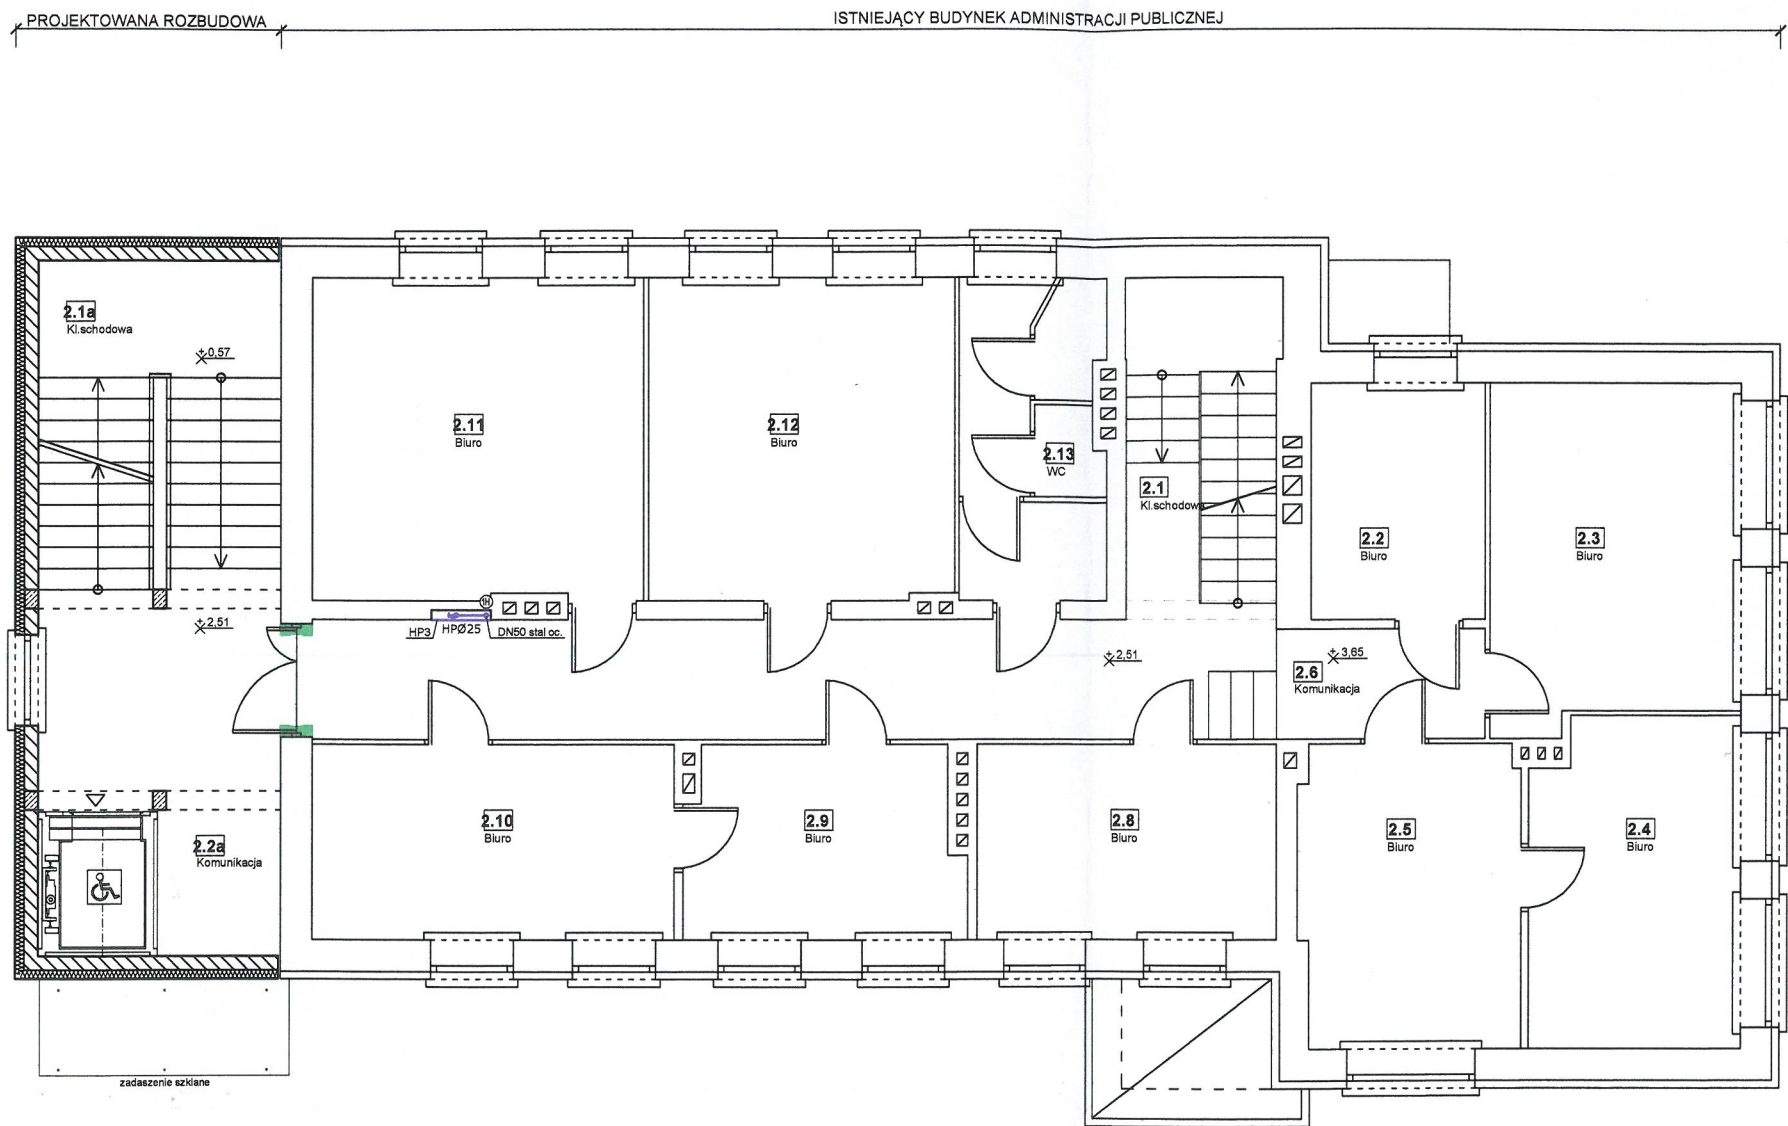 PROJEKTOWANA ROZBUDOWA
ISTNIEJĄCY BUDYNEK ADMINISTRACJI PUBLICZNEJ
2.1a
Kl.schodowa
+0,57
2.11
Biuro
2.12
Biuro
2.13
WC
2.1
Kl.schodowa
2.2
Biuro
2.3
Biuro
1H
HP3
HPØ25
DN50 stal oc.
+2,51
+2,51
+3,65
2.6
Komunikacja
2.10
Biuro
2.9
Biuro
2.8
Biuro
2.5
Biuro
2.4
Biuro
2.2a
Komunikacja
zadaszenie szklane